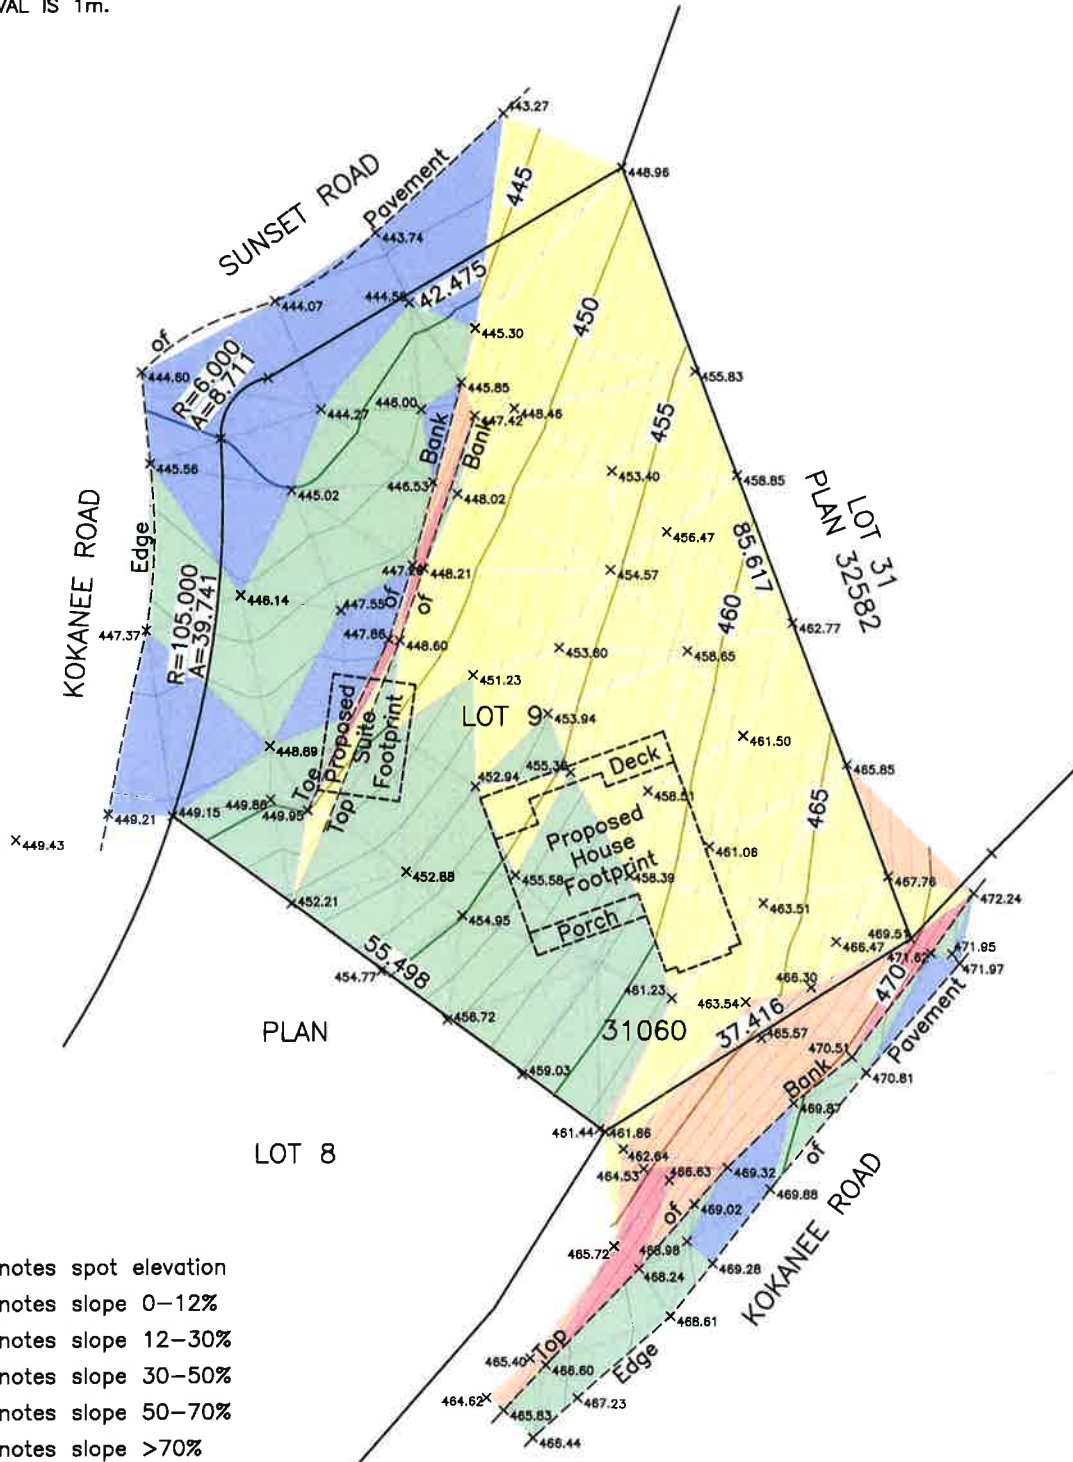 VAL IS 1m.
443.27
448.96
SUNSET ROAD
Pavement
443.74
445
444.07
42.475
445.30
450
of
444.60
R=6.000
A=8.711
445.85
455.83
444.27
446.00
447.42
448.46
455
Bank
Bank
445.56
445.02
446.53
448.02
453.40
458.85
LOT 31
PLAN 32582
456.47
85.617
KOKANEE ROAD
Edge
448.21
454.57
446.14
447.55
of
of
460
462.77
447.37
R=105.000
A=39.741
447.86
448.60
453.60
458.65
451.23
Proposed
Suite
Footprint
LOT 9
453.94
461.50
448.69
465.85
Deck
452.94
458.51
465
Toe
Top
449.86
449.95
449.21
449.15
449.43
Proposed
House
Footprint
461.06
452.88
455.58
458.39
467.76
472.24
452.21
454.95
463.51
Porch
469.51
466.47
471.62
471.95
471.97
55.498
454.77
466.30
470
461.23
463.54
456.72
PLAN
31060
37.416
465.57
470.51
Pavement
470.81
Bank
459.03
469.87
461.44
461.86
of
LOT 8
462.64
464.53
466.63
469.32
469.88
469.02
of
465.72
468.98
468.24
469.28
KOKANEE ROAD
468.61
Top
465.40
466.60
Edge
464.62
467.23
465.83
466.44
notes spot elevation
notes slope 0-12%
notes slope 12-30%
notes slope 30-50%
notes slope 50-70%
notes slope >70%